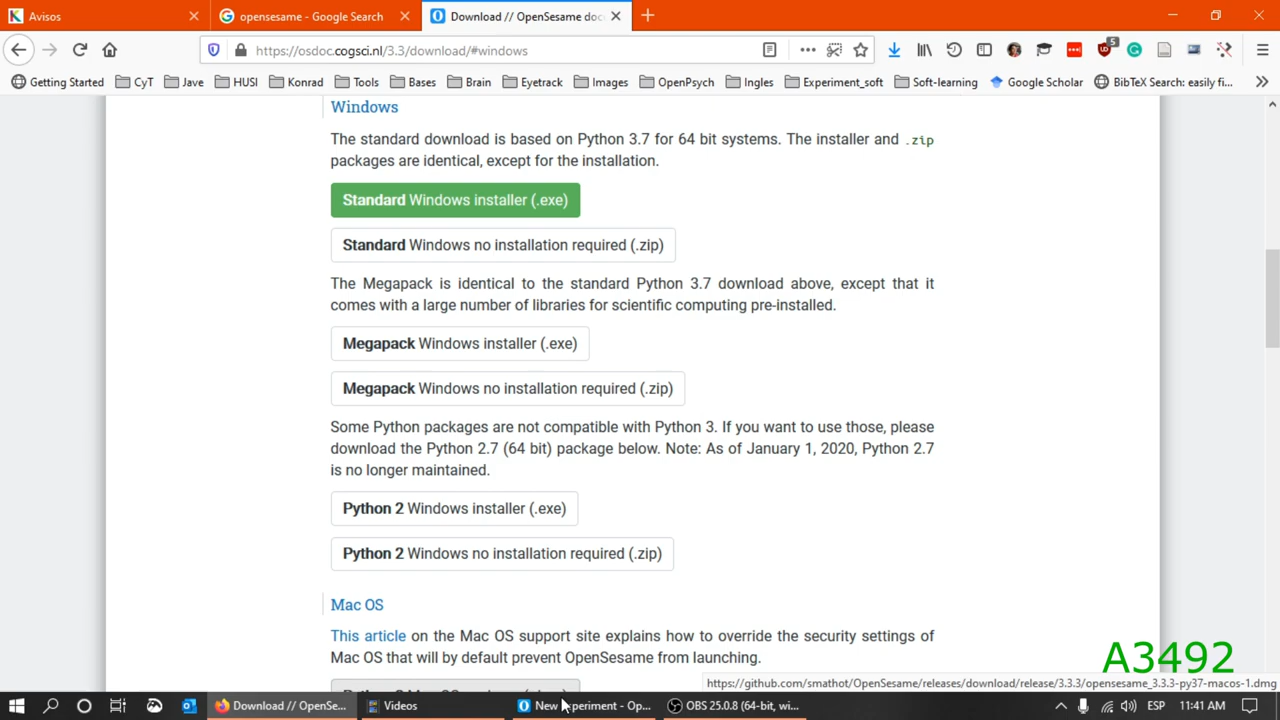 Avisos
opensesame - Google Search
Download // OpenSesame doc
https://osdoc.cogsci.nl/3.3/download/#windows
5
Getting Started
CyT
Jave
HUSI
Konrad
Tools
Bases
Brain
Eyetrack
Images
OpenPsych
Ingles
Experiment_soft
Soft-learning
Google Scholar
BibTeX Search: easily fi...
Windows
The standard download is based on Python 3.7 for 64 bit systems. The installer and .zip
packages are identical, except for the installation.
Standard Windows installer (.exe)
Standard Windows no installation required (.zip)
The Megapack is identical to the standard Python 3.7 download above, except that it
comes with a large number of libraries for scientific computing pre-installed.
Megapack Windows installer (.exe)
Megapack Windows no installation required (.zip)
Some Python packages are not compatible with Python 3. If you want to use those, please
download the Python 2.7 (64 bit) package below. Note: As of January 1, 2020, Python 2.7
is no longer maintained.
Python 2 Windows installer (.exe)
Python 2 Windows no installation required (.zip)
Mac OS
This article on the Mac OS support site explains how to override the security settings of
Mac OS that will by default prevent OpenSesame from launching.
A3492
https://github.com/smathot/OpenSesame/releases/download/release/3.3.3/opensesame_3.3.3-py37-macos-1.dmg
Download // OpenSe...
Videos
New Experiment - Op...
OBS 25.0.8 (64-bit, wi...
ESP
11:41 AM